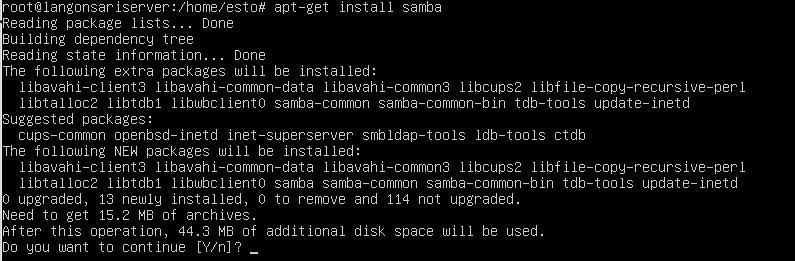 root@langonsariserver:/home/esto# apt-get install samba
Reading package lists... Done
Building dependency tree
Reading state information... Done
The following extra packages will be installed:
  libavahi-client3 libavahi-common-data libavahi-common3 libcups2 libfile-copy-recursive-perl
  libtalloc2 libtdb1 libwbclient0 samba-common samba-common-bin tdb-tools update-inetd
Suggested packages:
  cups-common openbsd-inetd inet-superserver smbldap-tools ldb-tools ctdb
The following NEW packages will be installed:
  libavahi-client3 libavahi-common-data libavahi-common3 libcups2 libfile-copy-recursive-perl
  libtalloc2 libtdb1 libwbclient0 samba samba-common samba-common-bin tdb-tools update-inetd
0 upgraded, 13 newly installed, 0 to remove and 114 not upgraded.
Need to get 15.2 MB of archives.
After this operation, 44.3 MB of additional disk space will be used.
Do you want to continue [Y/n]? _